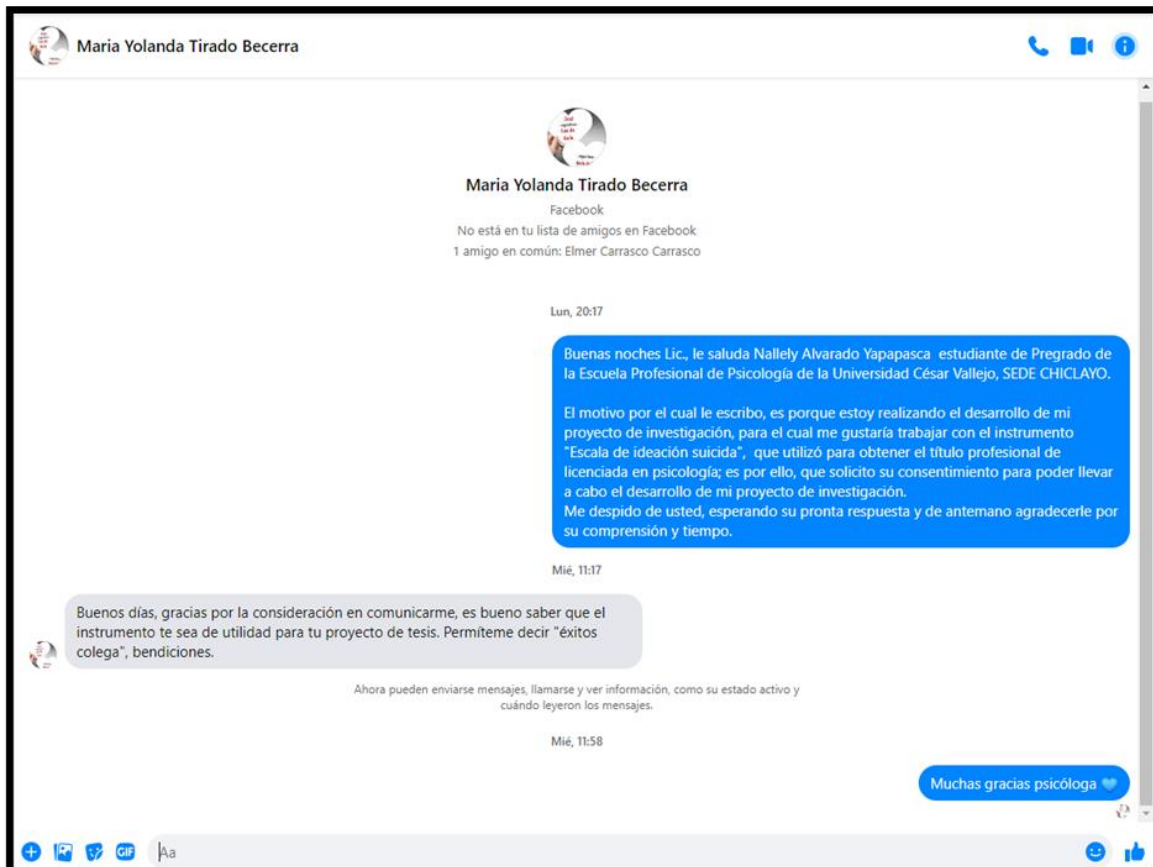 Maria Yolanda Tirado Becerra
Maria Yolanda Tirado Becerra
Facebook
No está en tu lista de amigos en Facebook
1 amigo en común: Elmer Carrasco Carrasco
Lun, 20:17
Buenas noches Lic., le saluda Nallely Alvarado Yapapasca estudiante de Pregrado de
la Escuela Profesional de Psicología de la Universidad César Vallejo, SEDE CHICLAYO.
El motivo por el cual le escribo, es porque estoy realizando el desarrollo de mi
proyecto de investigación, para el cual me gustaría trabajar con el instrumento
"Escala de ideación suicida", que utilizó para obtener el título profesional de
licenciada en psicología; es por ello, que solicito su consentimiento para poder llevar
a cabo el desarrollo de mi proyecto de investigación.
Me despido de usted, esperando su pronta respuesta y de antemano agradecerle por
su comprensión y tiempo.
Mié, 11:17
Buenos días, gracias por la consideración en comunicarme, es bueno saber que el
instrumento te sea de utilidad para tu proyecto de tesis. Permíteme decir "éxitos
colega", bendiciones.
Ahora pueden enviarse mensajes, llamarse y ver información, como su estado activo y
cuándo leyeron los mensajes.
Mié, 11:58
Muchas gracias psicóloga 💙
GIF
Aa